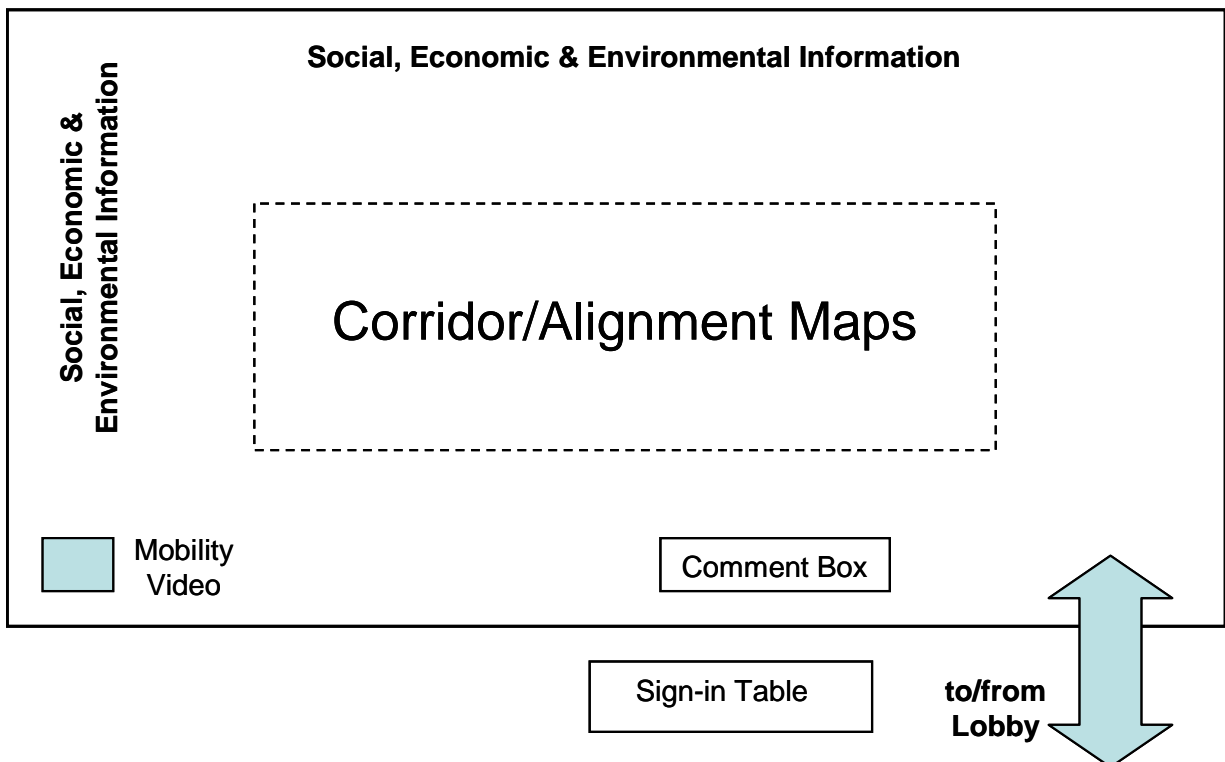 Social, Economic & Environmental Information
Social, Economic &
Environmental Information
Corridor/Alignment Maps
Mobility
Video
Comment Box
Sign-in Table
to/from
Lobby